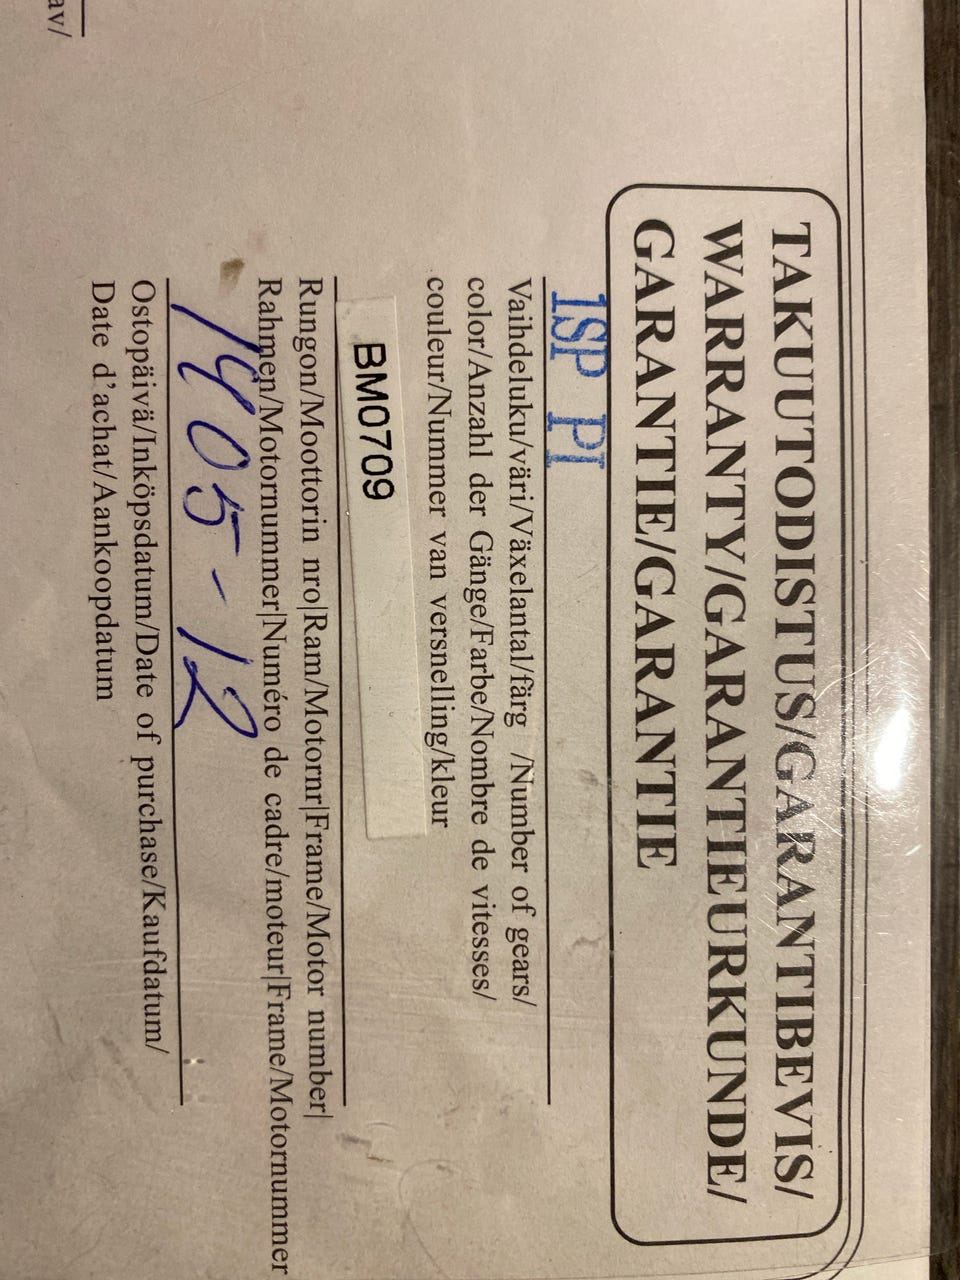 TAKUUTODISTUS/GARANTIBEVIS/
WARRANTY/GARANTIEURKUNDE/
GARANTIE/GARANTIE
1SP PI
Vaihdeluku/väri/Växelantal/färg /Number of gears/
color/Anzahl der Gänge/Farbe/Nombre de vitesses/
couleur/Nummer van versnelling/kleur
BM0709
Rungon/Moottorin nro|Ram/Motornr|Frame/Motor number|
Rahmen/Motornummer|Numéro de cadre/moteur|Frame/Motornummer
1405-12
Ostopäivä/Inköpsdatum/Date of purchase/Kaufdatum/
Date d'achat/Aankoopdatum
av/